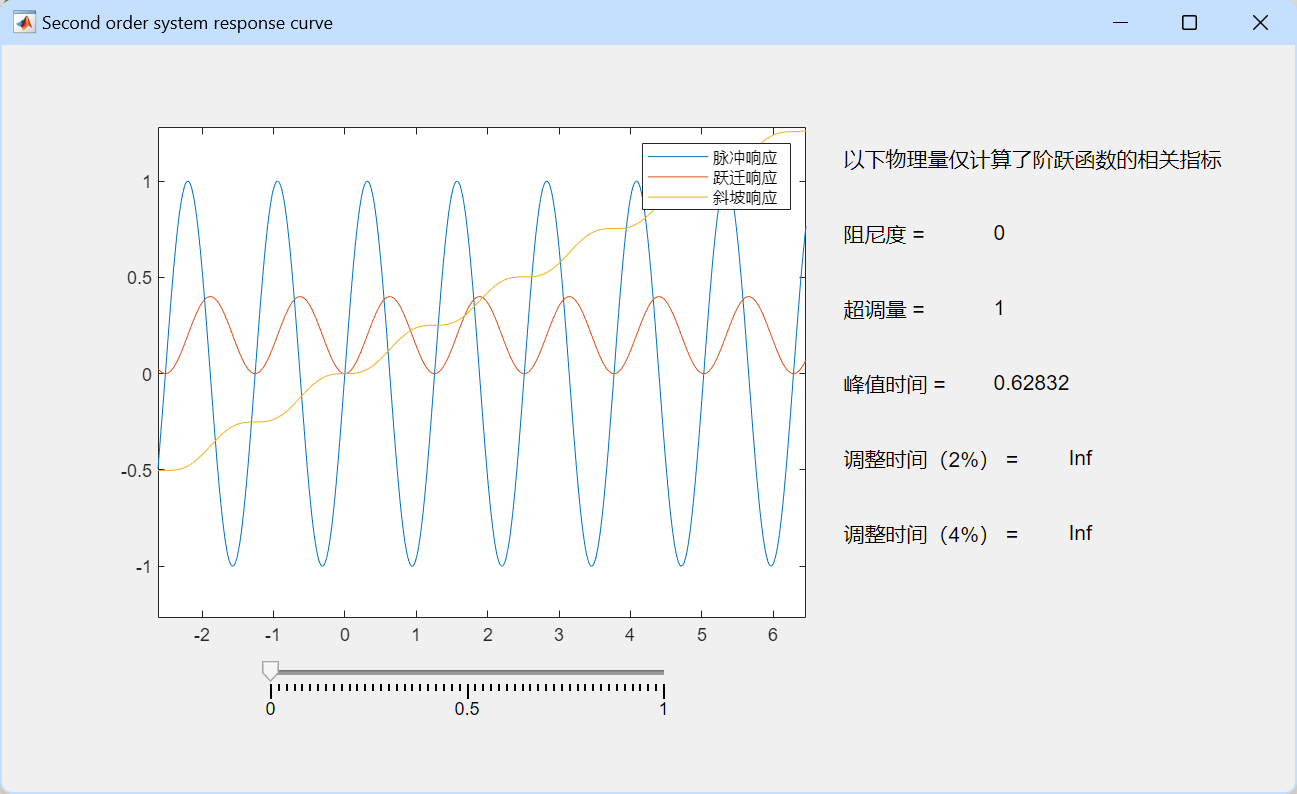 Second order system response curve
1
0.5
0
-0.5
-1
-2 -1 0 1 2 3 4 5 6
脉冲响应
跃迁响应
斜坡响应
0 0.5 1
以下物理量仅计算了阶跃函数的相关指标
阻尼度 = 0
超调量 = 1
峰值时间 = 0.62832
调整时间（2%） = Inf
调整时间（4%） = Inf